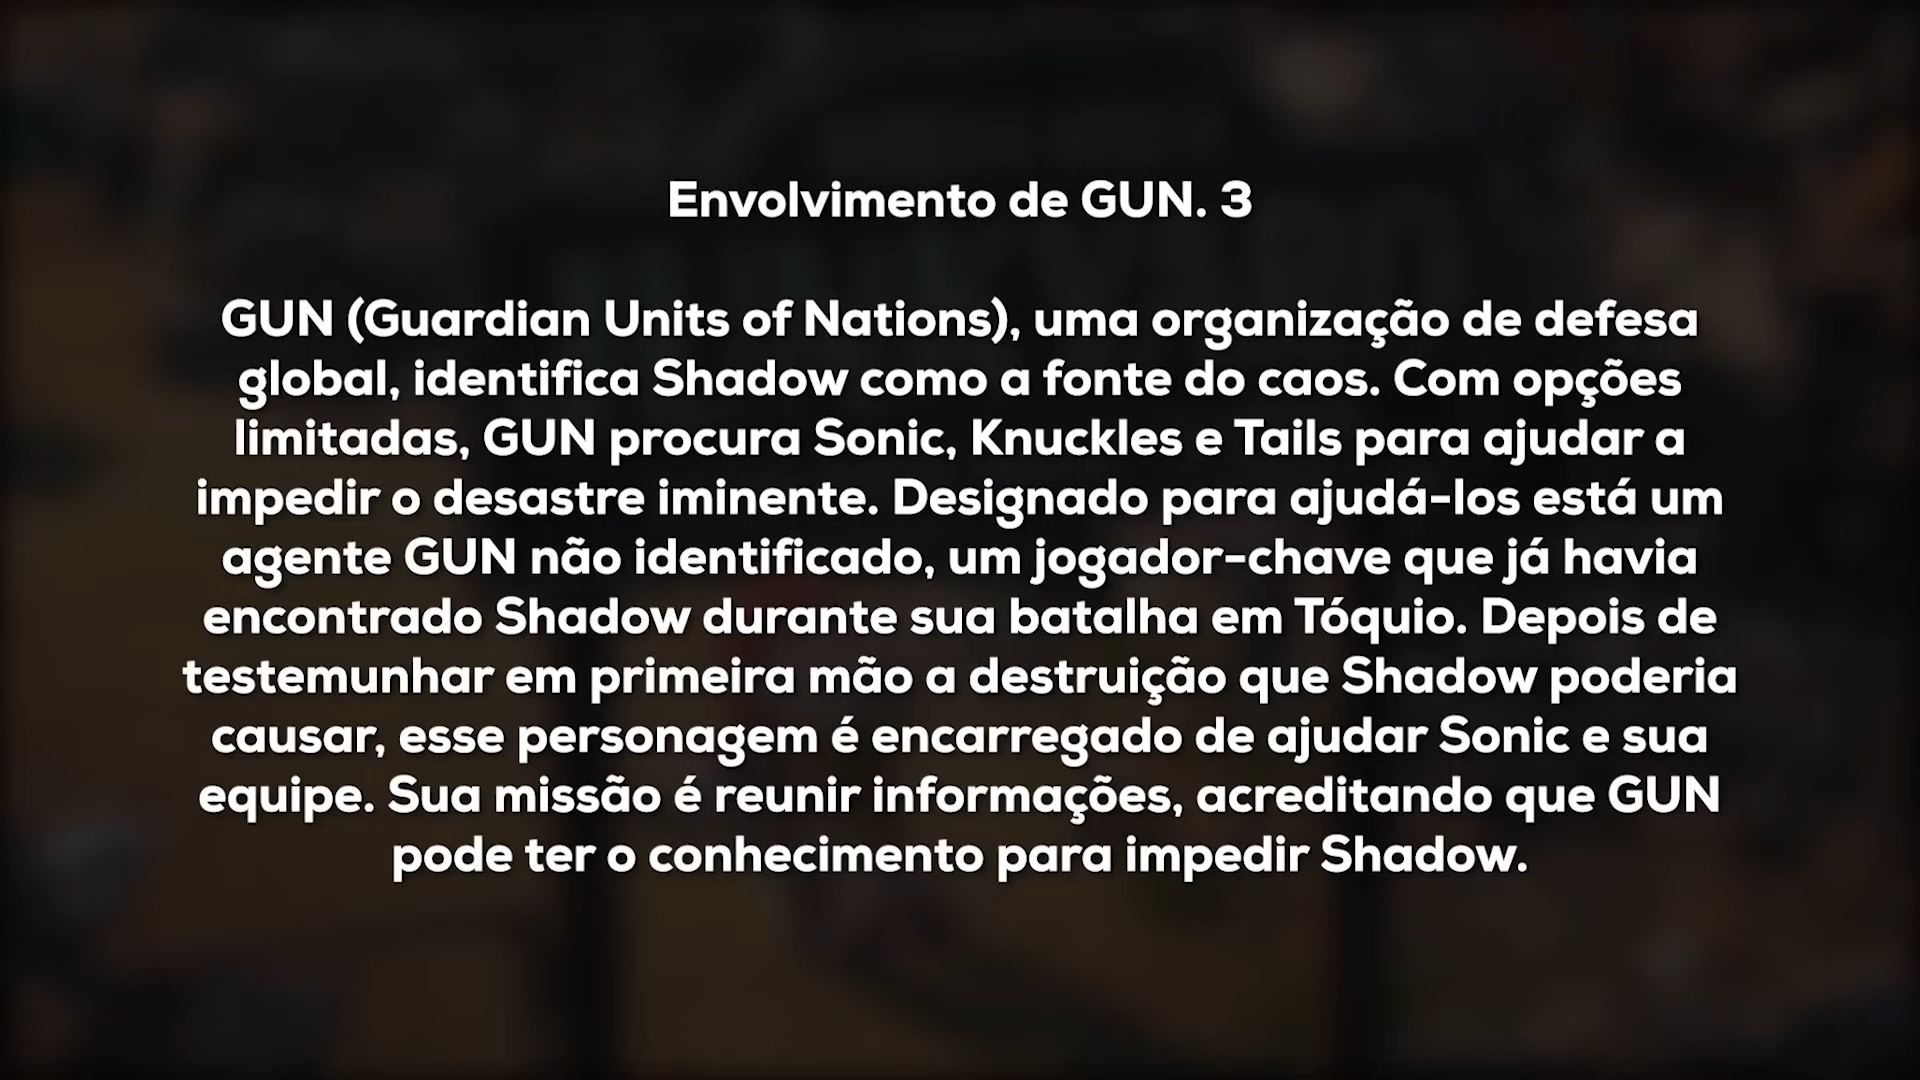 Envolvimento de GUN. 3
GUN (Guardian Units of Nations), uma organização de defesa
global, identifica Shadow como a fonte do caos. Com opções
limitadas, GUN procura Sonic, Knuckles e Tails para ajudar a
impedir o desastre iminente. Designado para ajudá-los está um
agente GUN não identificado, um jogador-chave que já havia
encontrado Shadow durante sua batalha em Tóquio. Depois de
testemunhar em primeira mão a destruição que Shadow poderia
causar, esse personagem é encarregado de ajudar Sonic e sua
equipe. Sua missão é reunir informações, acreditando que GUN
pode ter o conhecimento para impedir Shadow.